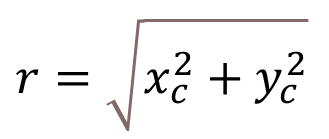 r = √(x_c^2 + y_c^2)